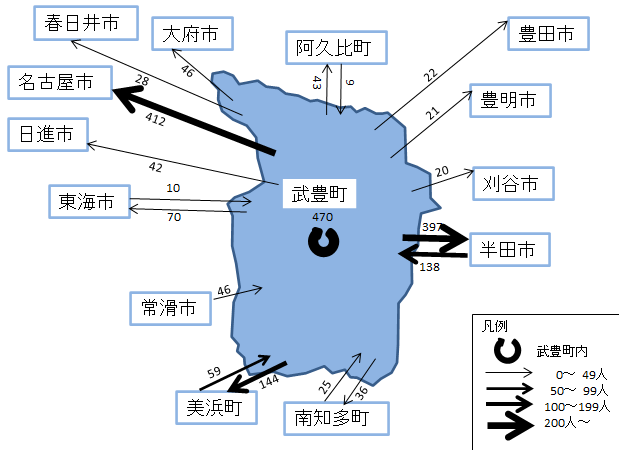 春日井市
大府市
阿久比町
豊田市
名古屋市
豊明市
日進市
刈谷市
東海市
武豊町
半田市
常滑市
美浜町
南知多町
28
46
43
9
22
21
412
42
20
10
70
470
397
138
46
59
144
25
36
凡例
武豊町内
0～ 49人
50～ 99人
100～199人
200人～